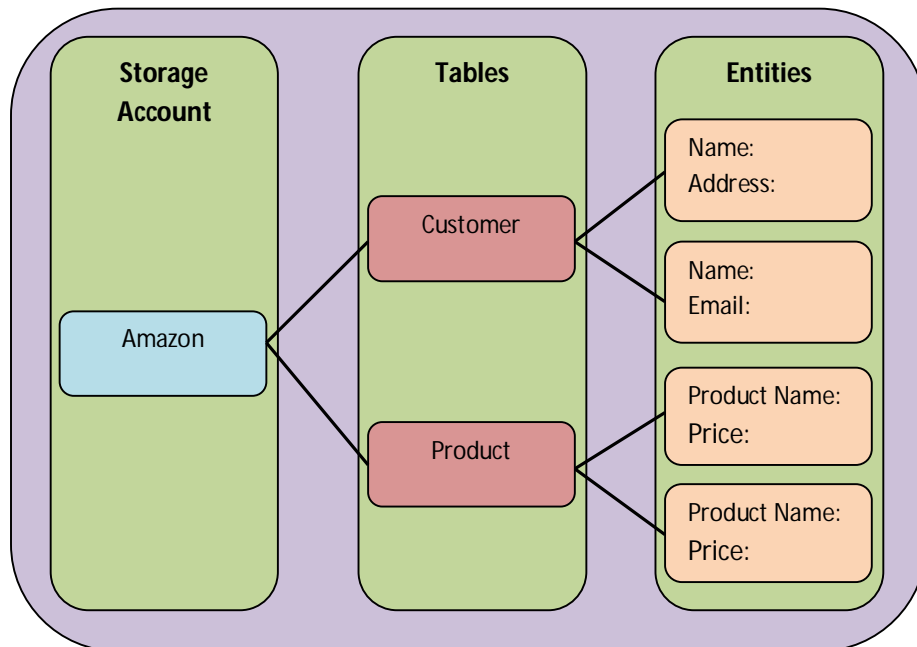 Storage
Account
Amazon
Tables
Customer
Product
Entities
Name:
Address:
Name:
Email:
Product Name:
Price:
Product Name:
Price: